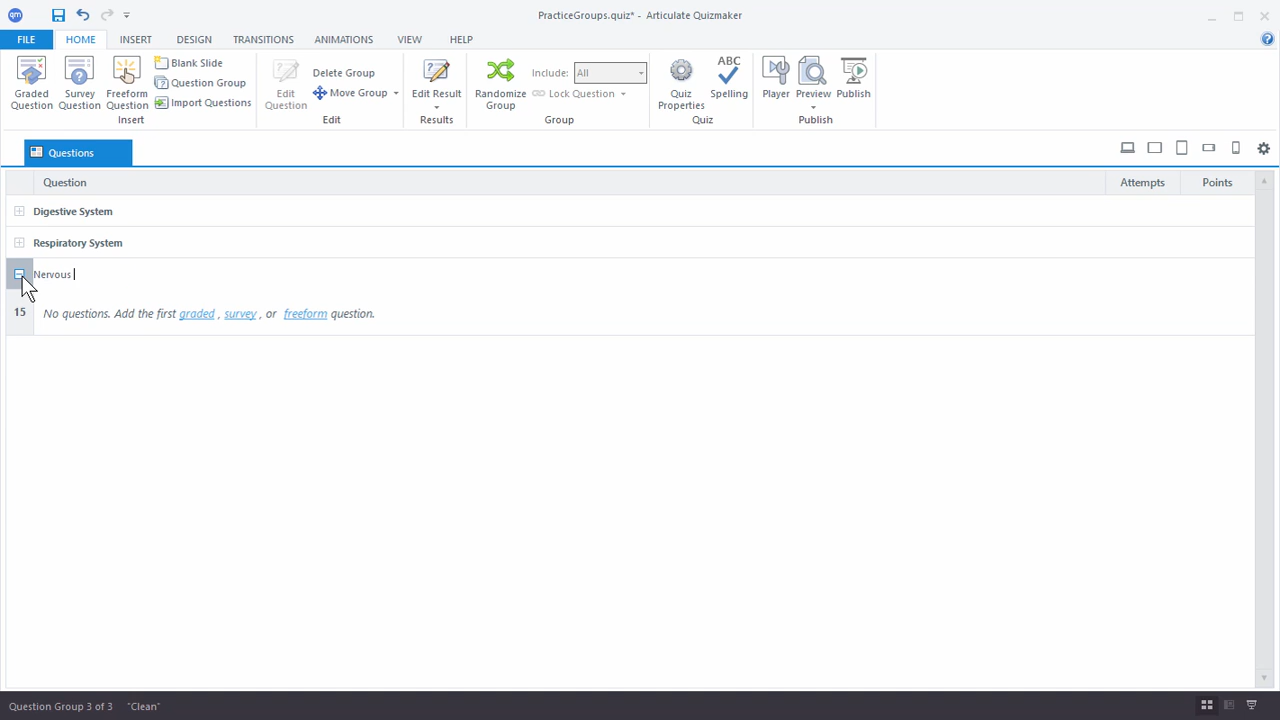 qm
PracticeGroups.quiz* - Articulate Quizmaker
FILE HOME INSERT DESIGN TRANSITIONS ANIMATIONS VIEW HELP
Graded Question
Survey Question
Freeform Question
Blank Slide
Question Group
Import Questions
Insert
Edit Question
Delete Group
Move Group
Edit
Edit Result
Results
Randomize Group
Include: All
Lock Question
Group
Quiz Properties
ABC
Spelling
Quiz
Player
Preview
Publish
Publish
Questions
Question Attempts Points
Digestive System
Respiratory System
Nervous
15 No questions. Add the first graded , survey , or freeform question.
Question Group 3 of 3 "Clean"